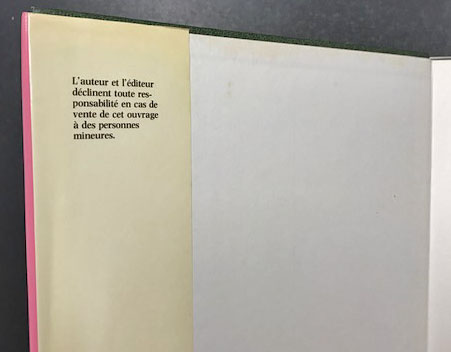 L'auteur et l'éditeur
déclinent toute res-
ponsabilité en cas de
vente de cet ouvrage
à des personnes
mineures.